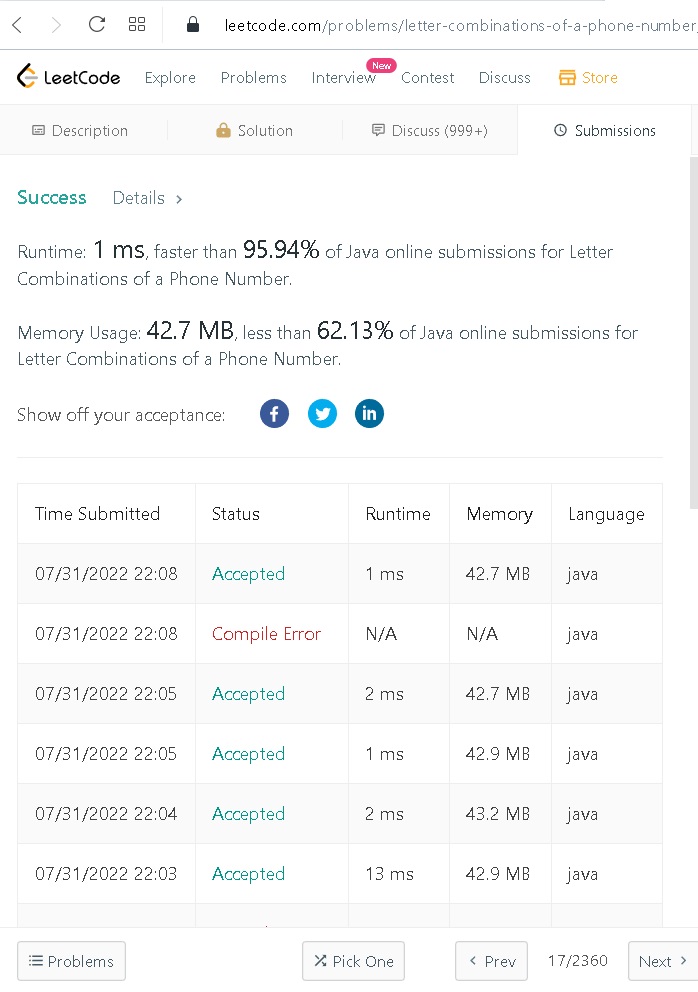 leetcode.com/problems/letter-combinations-of-a-phone-number
LeetCode Explore Problems Interview New Contest Discuss Store
Description Solution Discuss (999+) Submissions
Success Details >
Runtime: 1 ms, faster than 95.94% of Java online submissions for Letter
Combinations of a Phone Number.
Memory Usage: 42.7 MB, less than 62.13% of Java online submissions for
Letter Combinations of a Phone Number.
Show off your acceptance:
Time Submitted Status Runtime Memory Language
07/31/2022 22:08 Accepted 1 ms 42.7 MB java
07/31/2022 22:08 Compile Error N/A N/A java
07/31/2022 22:05 Accepted 2 ms 42.7 MB java
07/31/2022 22:05 Accepted 1 ms 42.9 MB java
07/31/2022 22:04 Accepted 2 ms 43.2 MB java
07/31/2022 22:03 Accepted 13 ms 42.9 MB java
Problems Pick One < Prev 17/2360 Next >